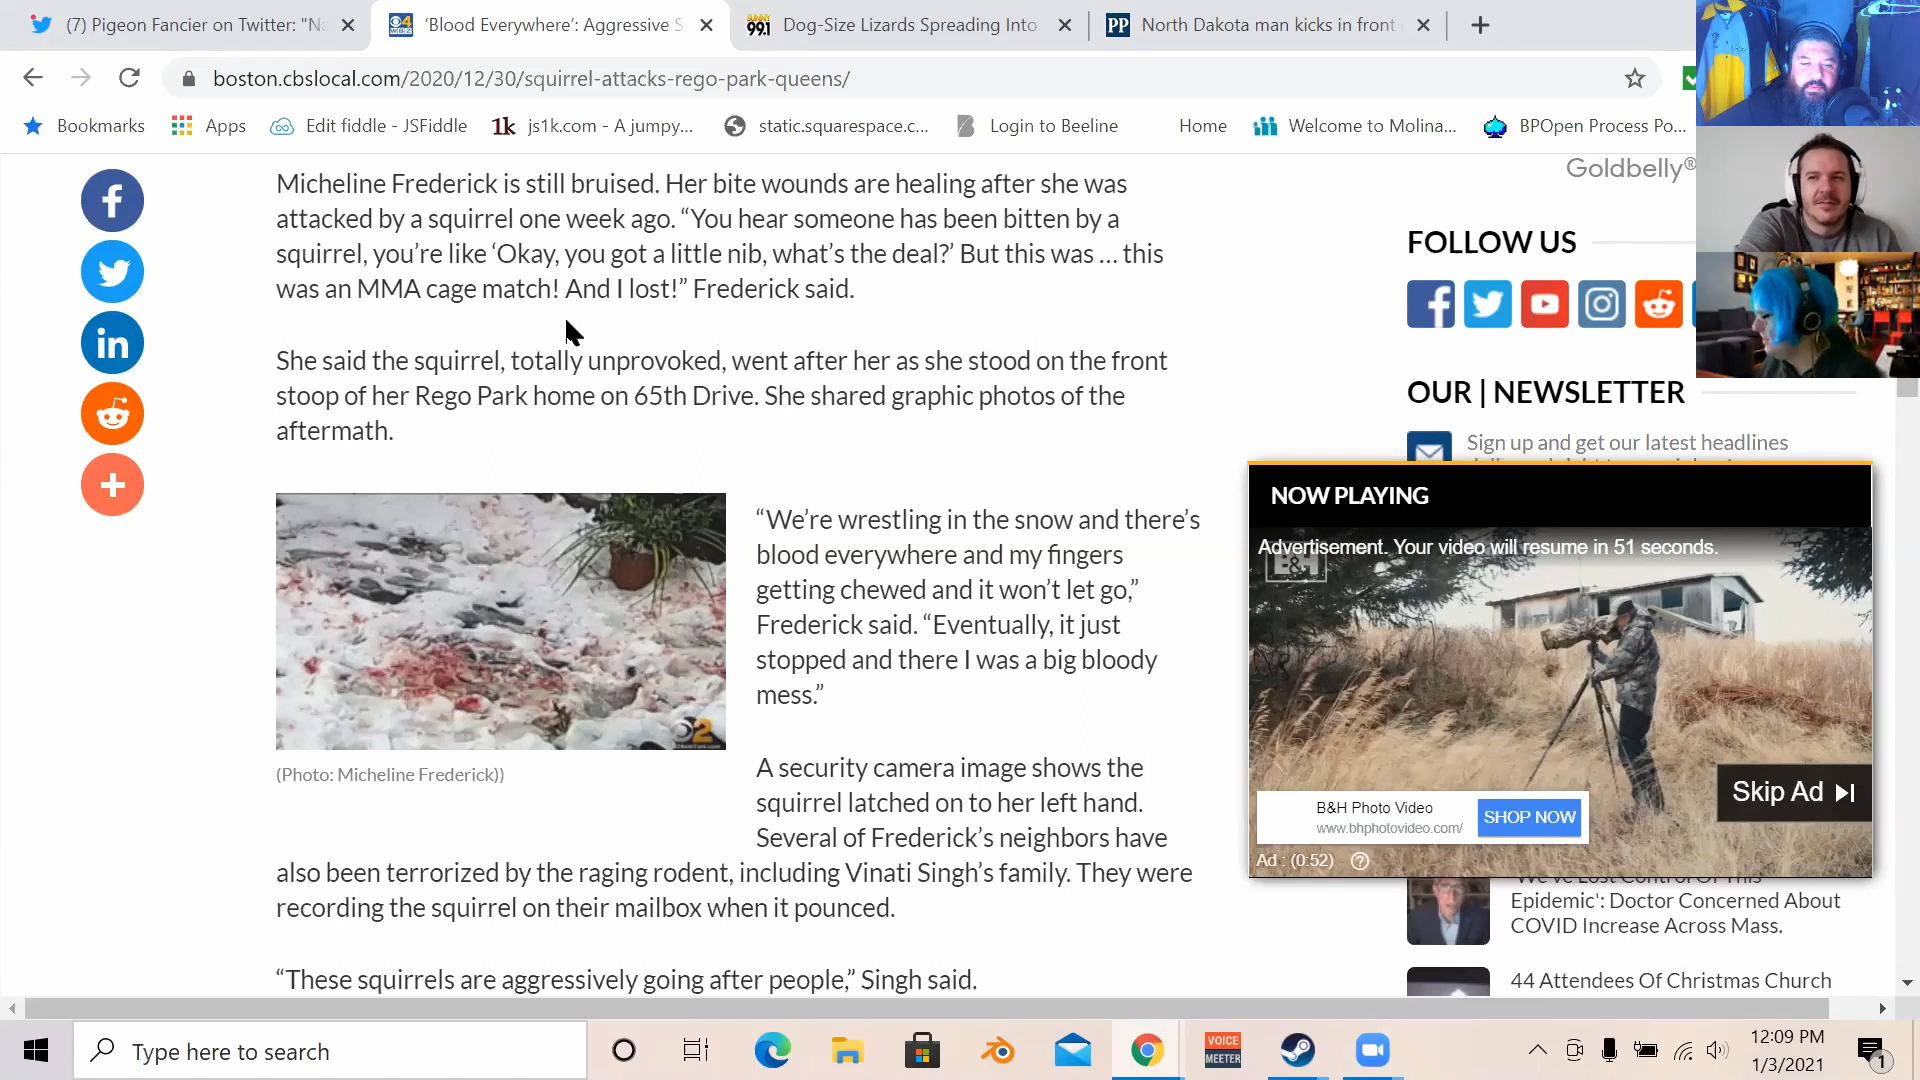 (7) Pigeon Fancier on Twitter: "Na
‘Blood Everywhere’: Aggressive S
SUNNY 99.1
Dog-Size Lizards Spreading Into
PP
North Dakota man kicks in front
boston.cbslocal.com/2020/12/30/squirrel-attacks-rego-park-queens/
Bookmarks
Apps
Edit fiddle - JSFiddle
1k
js1k.com - A jumpy...
static.squarespace.c...
Login to Beeline
Home
Welcome to Molina...
BPOpen Process Po...
Goldbelly®
Micheline Frederick is still bruised. Her bite wounds are healing after she was
attacked by a squirrel one week ago. “You hear someone has been bitten by a
squirrel, you’re like ‘Okay, you got a little nib, what’s the deal?’ But this was … this
was an MMA cage match! And I lost!” Frederick said.
She said the squirrel, totally unprovoked, went after her as she stood on the front
stoop of her Rego Park home on 65th Drive. She shared graphic photos of the
aftermath.
2
(Photo: Micheline Frederick))
“We’re wrestling in the snow and there’s
blood everywhere and my fingers
getting chewed and it won’t let go,”
Frederick said. “Eventually, it just
stopped and there I was a big bloody
mess.”
A security camera image shows the
squirrel latched on to her left hand.
Several of Frederick’s neighbors have
also been terrorized by the raging rodent, including Vinati Singh’s family. They were
recording the squirrel on their mailbox when it pounced.
“These squirrels are aggressively going after people,” Singh said.
FOLLOW US
OUR | NEWSLETTER
Sign up and get our latest headlines
NOW PLAYING
Advertisement. Your video will resume in 51 seconds.
B&H
Skip Ad
B&H Photo Video
www.bhphotovideo.com/
SHOP NOW
Ad : (0:52)
'We've Lost Control Of This
Epidemic': Doctor Concerned About
COVID Increase Across Mass.
44 Attendees Of Christmas Church
Type here to search
VOICE
MEETER
12:09 PM
1/3/2021
1